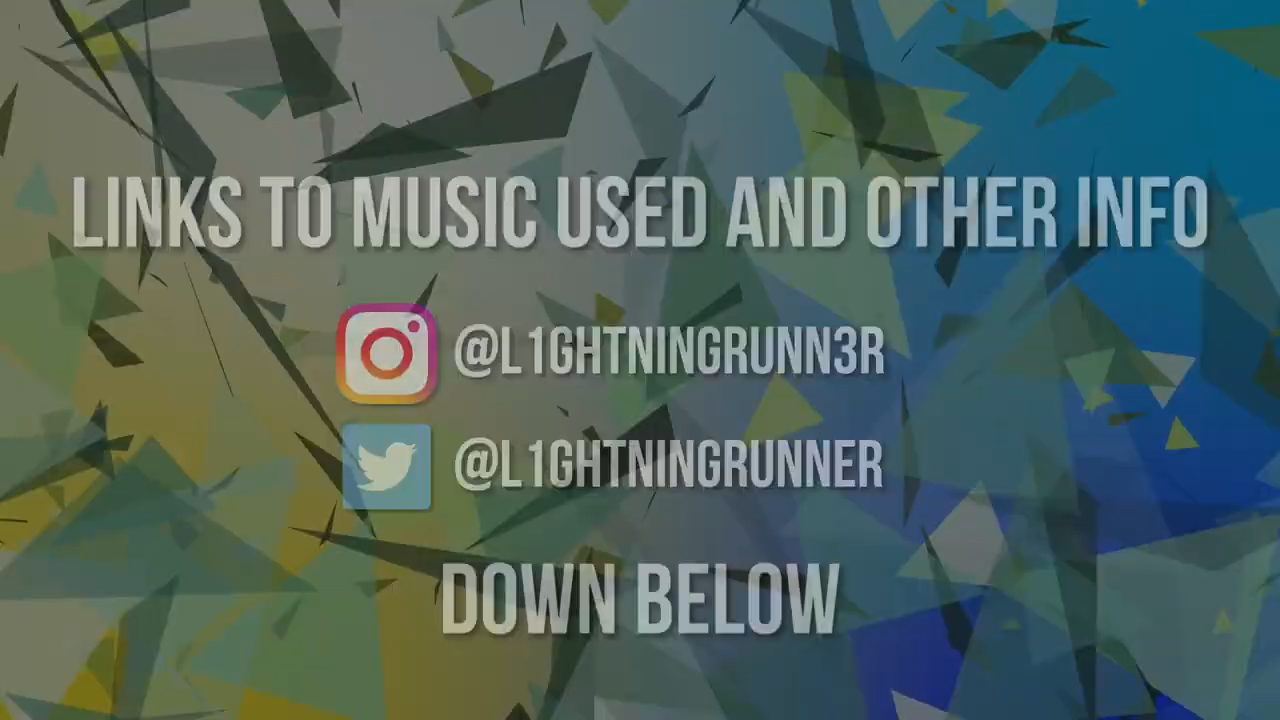 LINKS TO MUSIC USED AND OTHER INFO
@L1GHTNINGRUNN3R
@L1GHTNINGRUNNER
DOWN BELOW